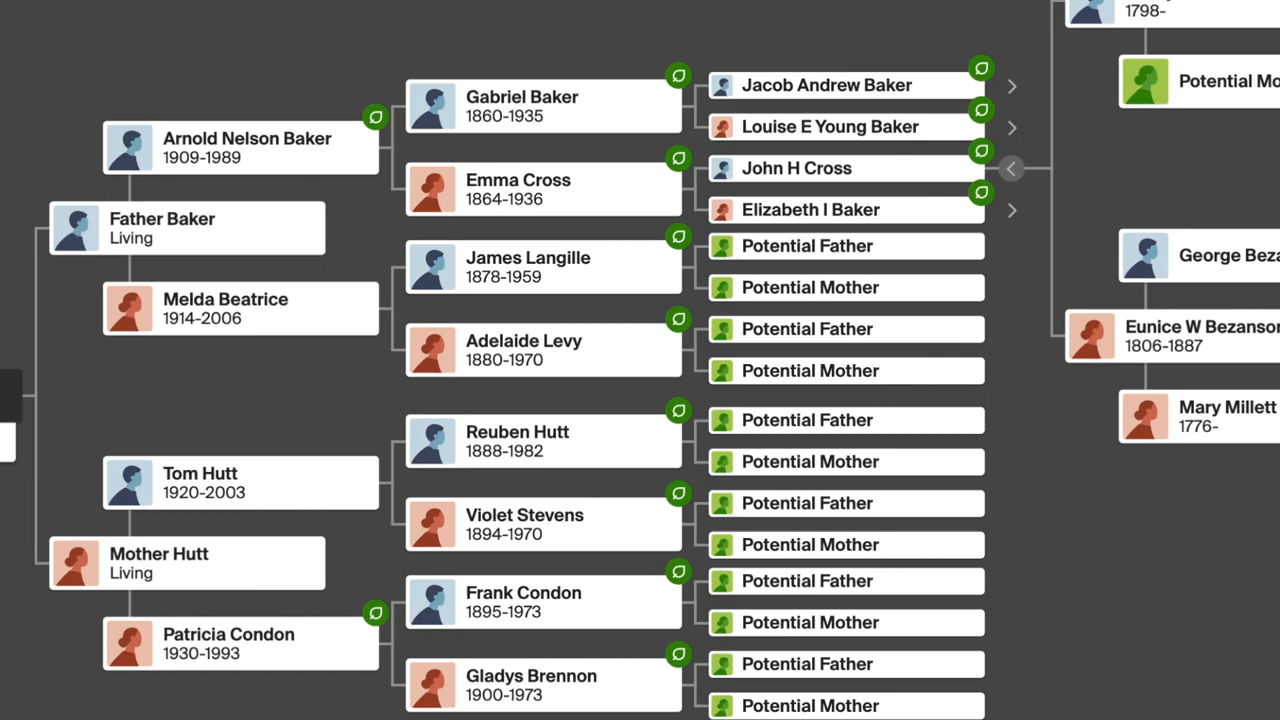 1798-
Potential Mo
Jacob Andrew Baker
Gabriel Baker
1860-1935
Louise E Young Baker
Arnold Nelson Baker
1909-1989
John H Cross
Emma Cross
1864-1936
Elizabeth I Baker
Father Baker
Living
Potential Father
George Beza
James Langille
1878-1959
Potential Mother
Melda Beatrice
1914-2006
Potential Father
Eunice W Bezanson
1806-1887
Adelaide Levy
1880-1970
Potential Mother
Mary Millett
1776-
Potential Father
Reuben Hutt
1888-1982
Potential Mother
Tom Hutt
1920-2003
Potential Father
Violet Stevens
1894-1970
Potential Mother
Mother Hutt
Living
Potential Father
Frank Condon
1895-1973
Potential Mother
Patricia Condon
1930-1993
Potential Father
Gladys Brennon
1900-1973
Potential Mother